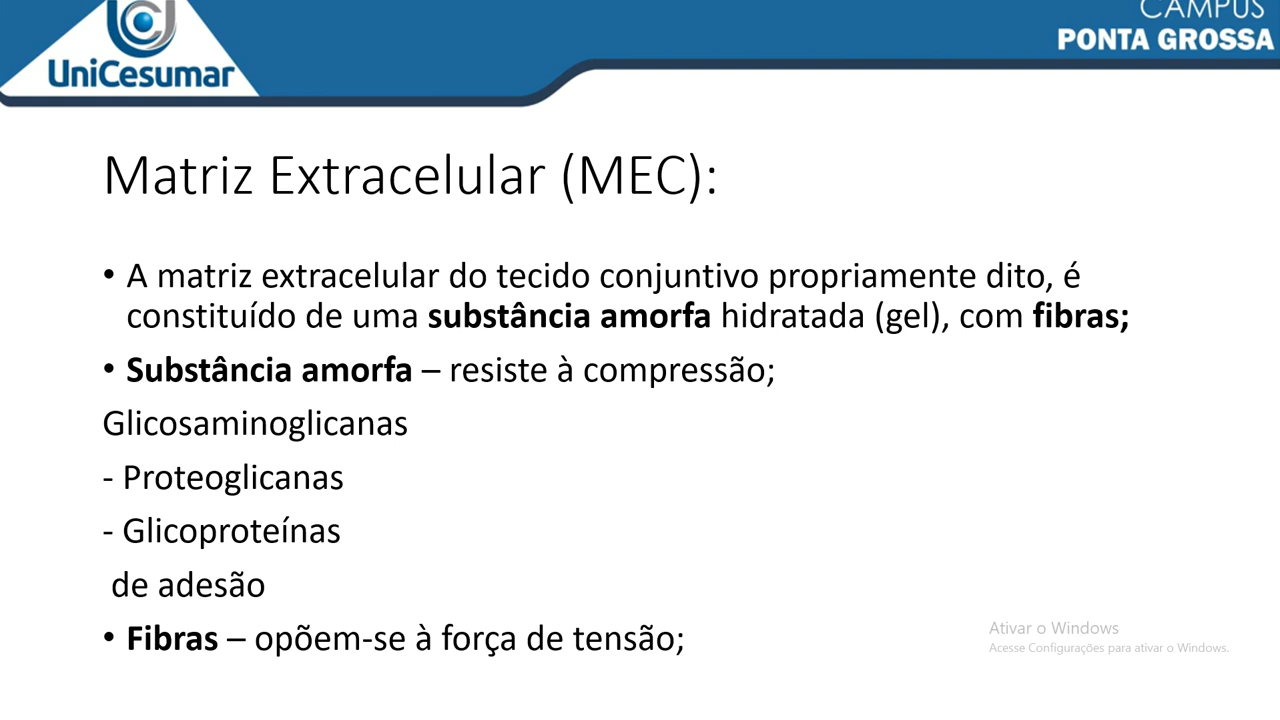 UniCesumar
CAMPUS
PONTA GROSSA
Matriz Extracelular (MEC):
• A matriz extracelular do tecido conjuntivo propriamente dito, é
constituído de uma substância amorfa hidratada (gel), com fibras;
• Substância amorfa – resiste à compressão;
Glicosaminoglicanas
- Proteoglicanas
- Glicoproteínas
de adesão
• Fibras – opõem-se à força de tensão;
Ativar o Windows
Acesse Configurações para ativar o Windows.